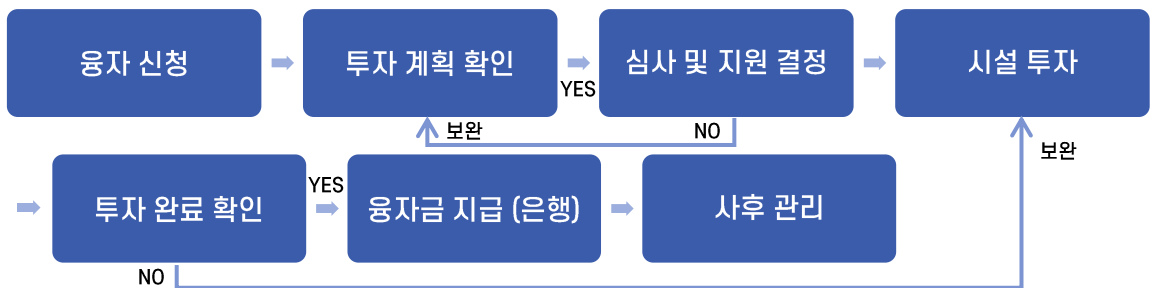 융자 신청
투자 계획 확인
YES
심사 및 지원 결정
시설 투자
보완
NO
보완
투자 완료 확인
YES
융자금 지급 (은행)
사후 관리
NO